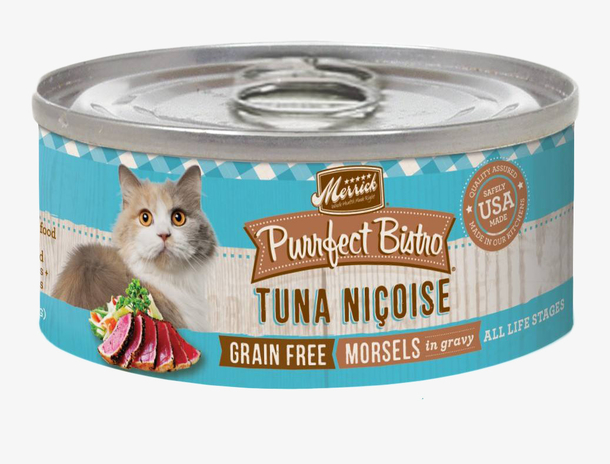 Merrick
Purrfect Bistro®
TUNA NIÇOISE
GRAIN FREE
MORSELS in gravy
ALL LIFE STAGES
QUALITY ASSURED
SAFELY
USA
MADE
MADE IN OUR KITCHENS
food